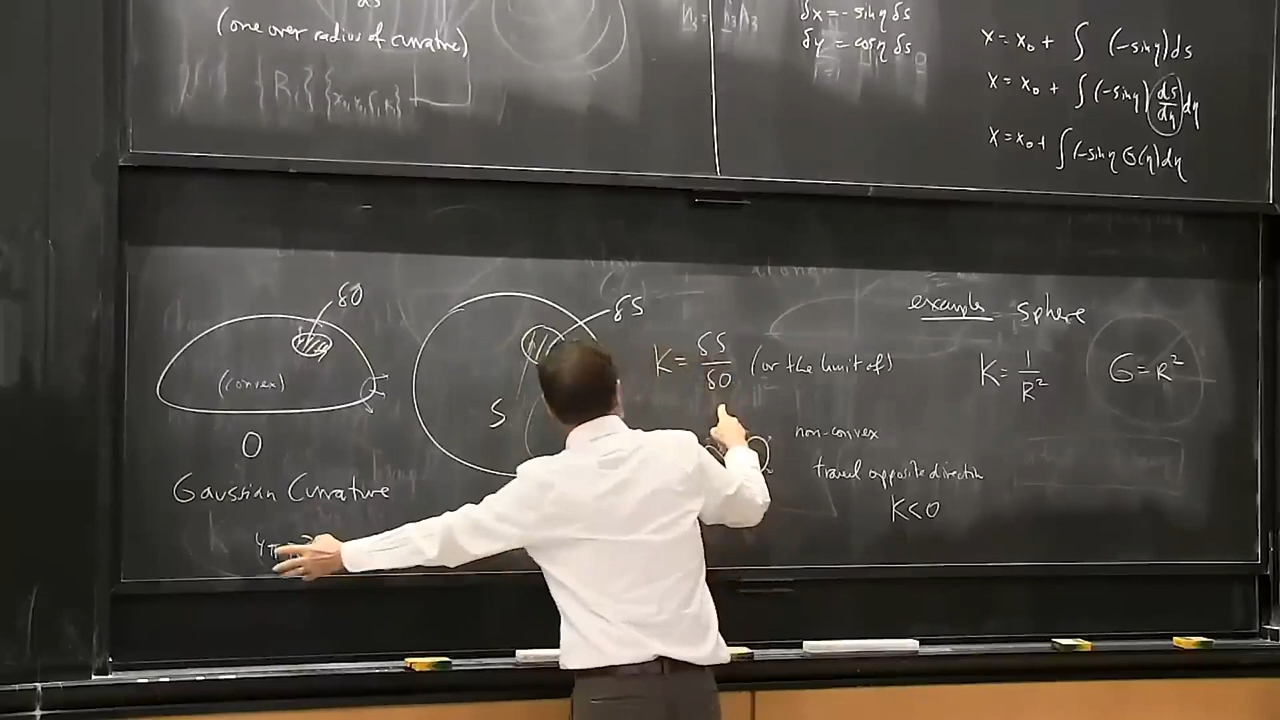 ds
(one over radius of curvature)
{R,}
δx = -sinη δs
δy = cosη δs
x = x₀ + ∫ (-sinη) ds
x = x₀ + ∫ (-sinη) (ds/dη) dη
x = x₀ + ∫ (-sinη G(η) dη
δO
(convex)
O
Gaussian Curvature
4π
δS
S
K = δS/δO (or the limit of)
non-convex
travel opposite direction
K<0
example - sphere
K = 1/R²
G = R²